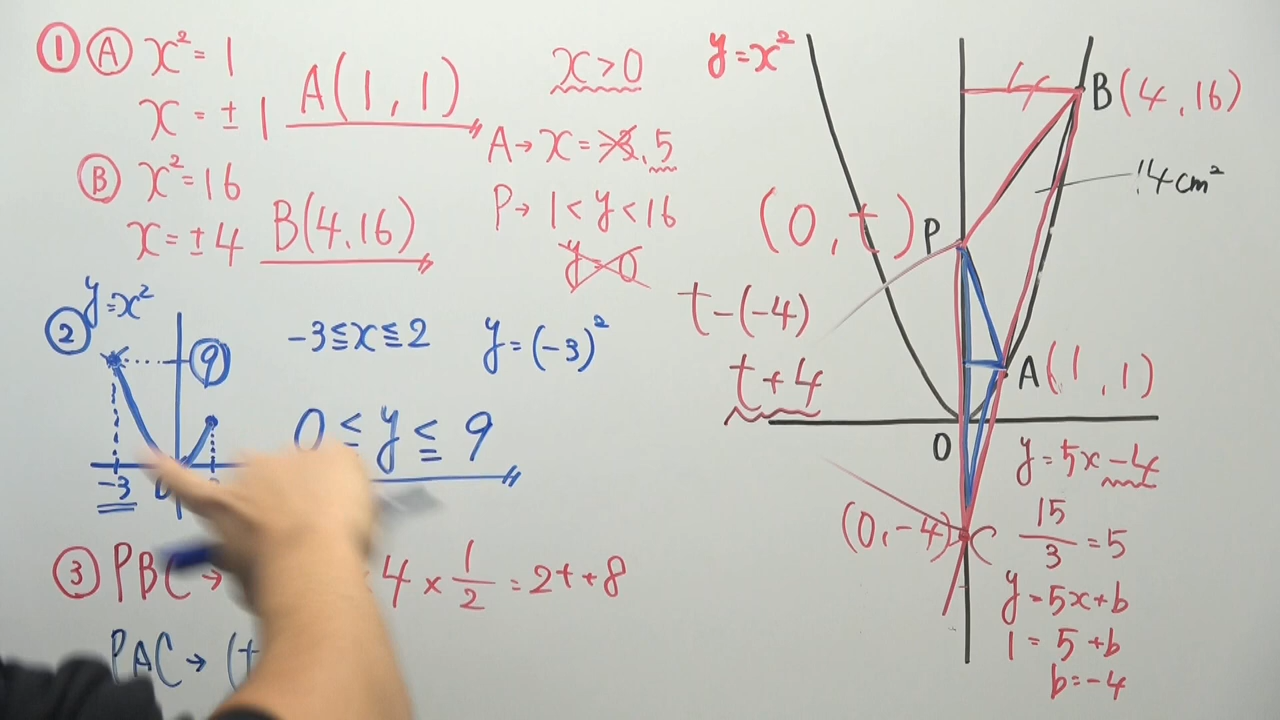 ① Ⓐ x² = 1
x = ± 1 A(1, 1)
Ⓑ x² = 16
x = ± 4 B(4.16)
x > 0
A → x = -3, 5
P → 1 < y < 16
y = 0
② y = x²
9
-3
-3 ≦ x ≦ 2
y = (-3)²
0 ≦ y ≦ 9
③ PBC →
4 × 1/2 = 2t + 8
PAC → (t
y = x²
4
B(4, 16)
14cm²
(0, t) P
t - (-4)
t + 4
A(1, 1)
O
y = 5x - 4
(0, -4) C
15/3 = 5
y = 5x + b
1 = 5 + b
b = -4